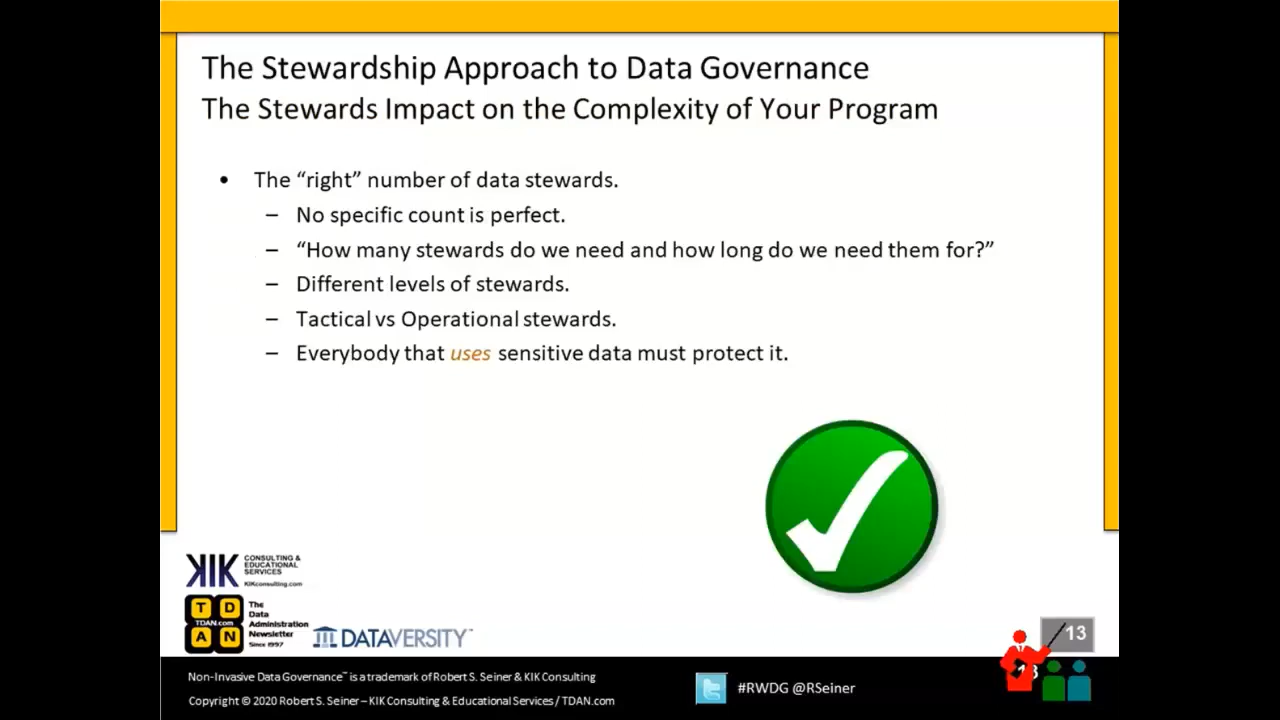 The Stewardship Approach to Data Governance
The Stewards Impact on the Complexity of Your Program
• The “right” number of data stewards.
– No specific count is perfect.
– “How many stewards do we need and how long do we need them for?”
– Different levels of stewards.
– Tactical vs Operational stewards.
– Everybody that uses sensitive data must protect it.
KIK CONSULTING &
EDUCATIONAL
SERVICES
KIKconsulting.com
T D
TDAN.com
A N
The
Data
Administration
Newsletter
Since 1997
DATAVERSITY™
13
Non-Invasive Data Governance™ is a trademark of Robert S. Seiner & KIK Consulting
Copyright © 2020 Robert S. Seiner – KIK Consulting & Educational Services / TDAN.com
#RWDG @RSeiner